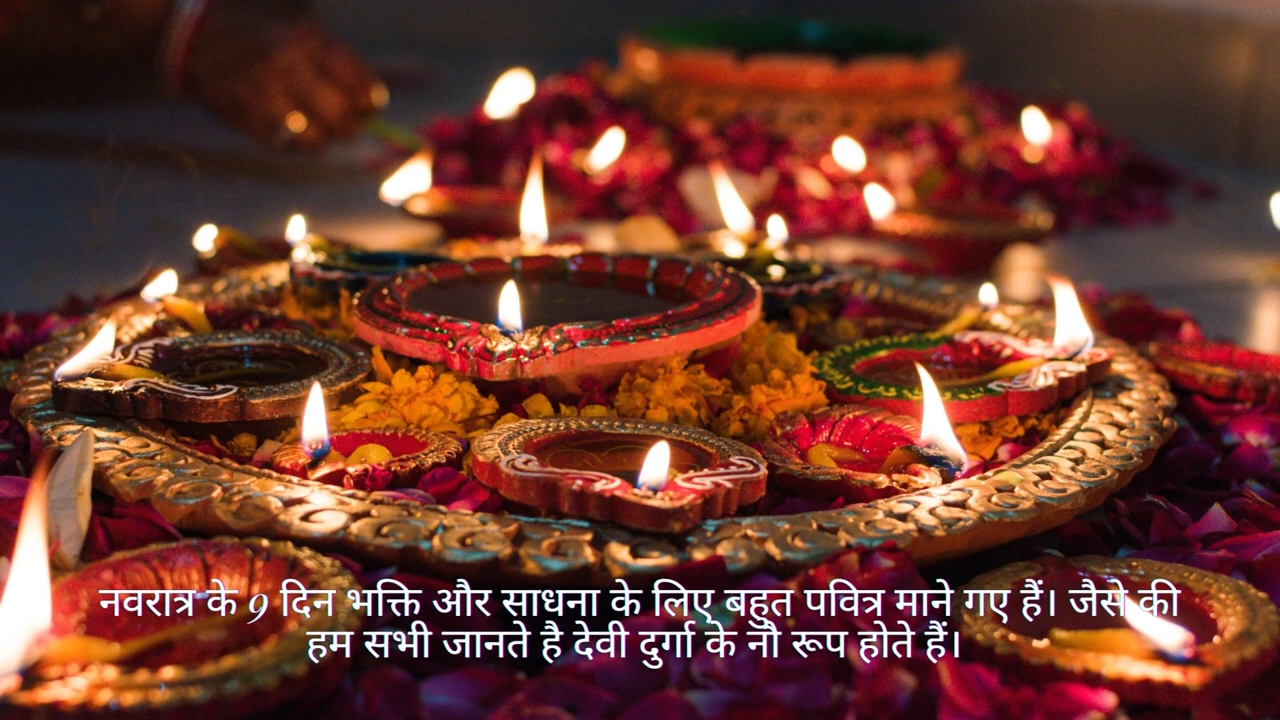 नवरात्र के 9 दिन भक्ति और साधना के लिए बहुत पवित्र माने गए हैं। जैसे की
हम सभी जानते है देवी दुर्गा के नौ रूप होते हैं।